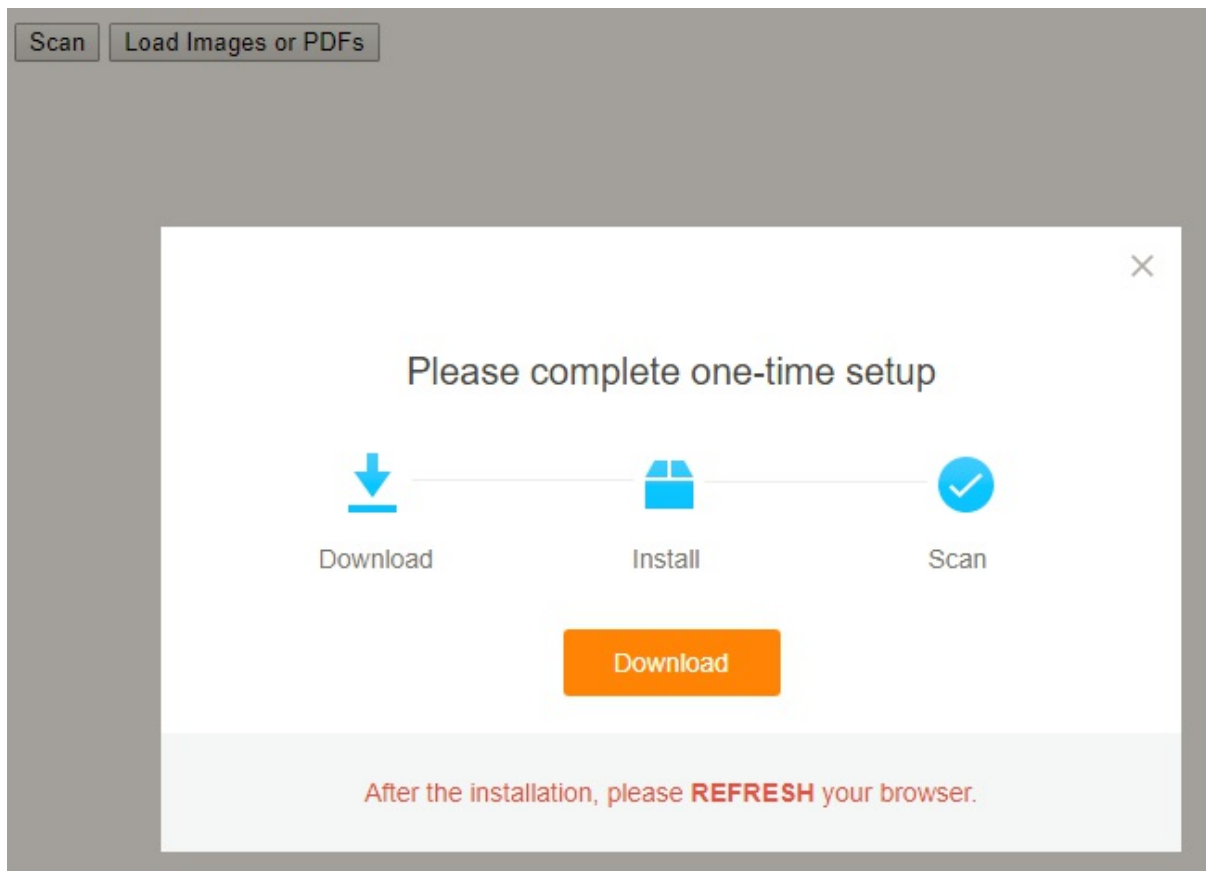 Scan Load Images or PDFs
Please complete one-time setup
Download Install Scan
Download
After the installation, please REFRESH your browser.